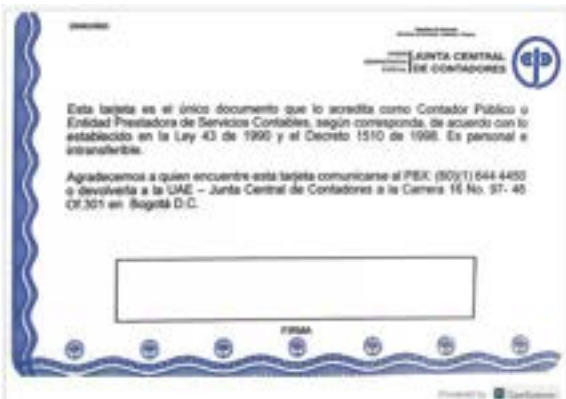 JUNTA CENTRAL
DE CONTADORES
Esta tarjeta es el único documento que lo acredita como Contador Público o
Entidad Prestadora de Servicios Contables, según corresponda, de acuerdo con lo
establecido en la Ley 43 de 1990 y el Decreto 1510 de 1998. Es personal e
intransferible.
Agradecemos a quien encuentre esta tarjeta comunicarse al PBX: (60)(1) 644 4450
o devolverla a la UAE – Junta Central de Contadores a la Carrera 16 No. 97- 46
Of.301 en Bogotá D.C.
FIRMA
Powered by CamScanner